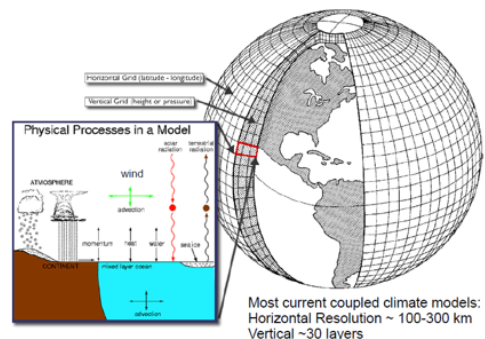 Horizontal Grid (latitude - longitude)
Vertical Grid (height or pressure)
Physical Processes in a Model
solar radiation
terrestrial radiation
ATMOSPHERE
wind
advection
momentum
heat
water
sea ice
CONTINENT
mixed layer ocean
advection
Most current coupled climate models:
Horizontal Resolution ~ 100-300 km
Vertical ~30 layers